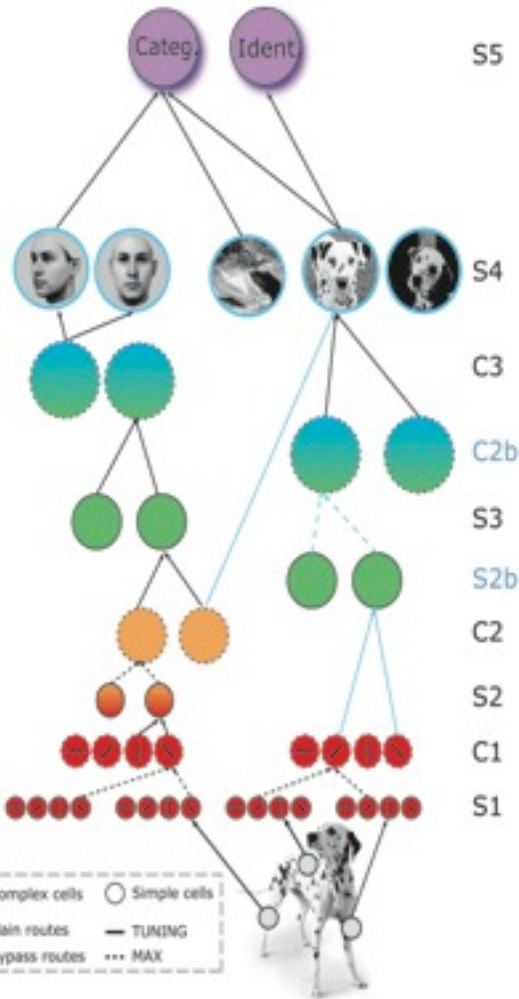 Categ. Ident. S5
S4
C3
C2b
S3
S2b
C2
S2
C1
S1
omplex cells Simple cells
ain routes TUNING
ypass routes MAX